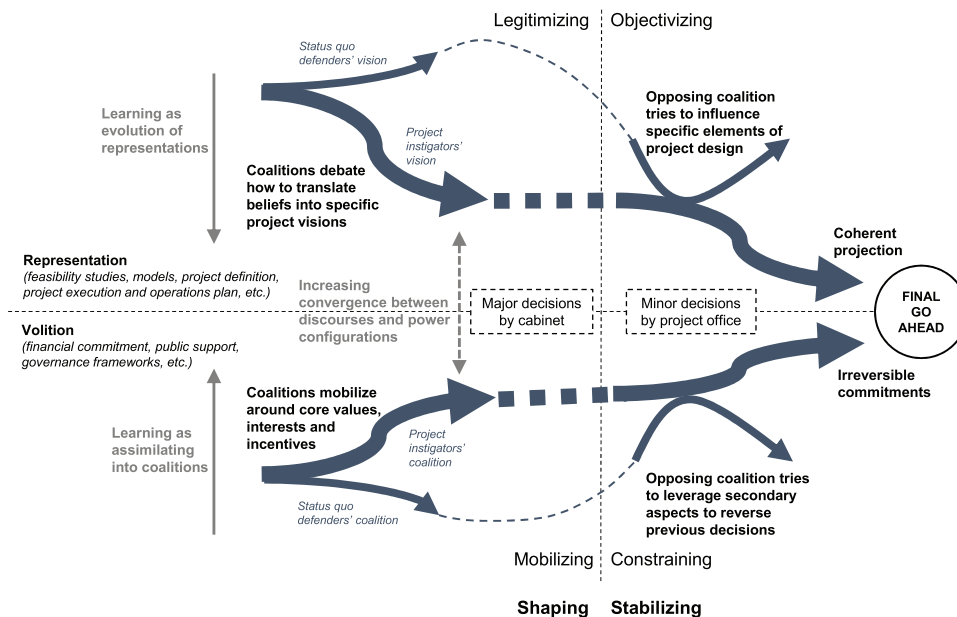 Legitimizing
Objectivizing
Status quo
defenders' vision
Learning as
evolution of
representations
Project
instigators'
vision
Opposing coalition
tries to influence
specific elements of
project design
Coalitions debate
how to translate
beliefs into specific
project visions
Coherent
projection
Representation
(feasibility studies, models, project definition,
project execution and operations plan, etc.)
Increasing
convergence between
discourses and power
configurations
Major decisions
by cabinet
Minor decisions
by project office
FINAL
GO
AHEAD
Volition
(financial commitment, public support,
governance frameworks, etc.)
Irreversible
commitments
Coalitions mobilize
around core values,
interests and
incentives
Project
instigators'
coalition
Learning as
assimilating
into coalitions
Status quo
defenders' coalition
Opposing coalition tries
to leverage secondary
aspects to reverse
previous decisions
Mobilizing
Constraining
Shaping
Stabilizing